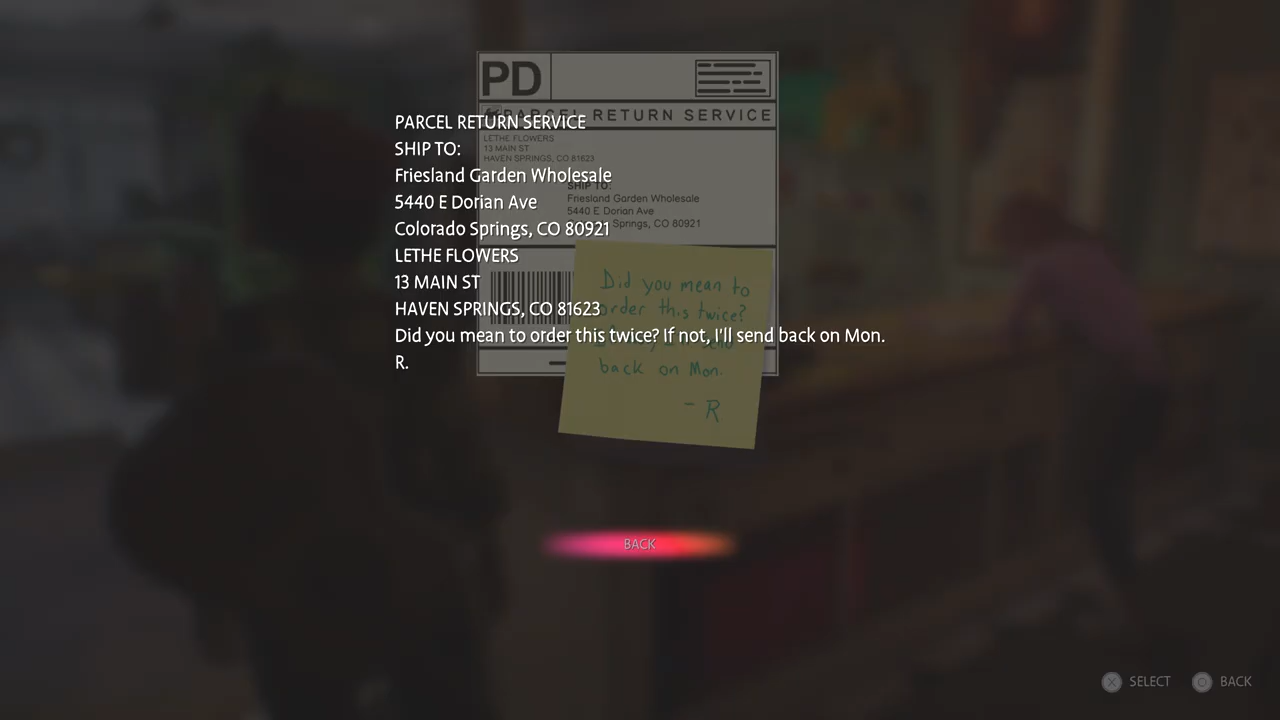 PD
PARCEL RETURN SERVICE
LETHE FLOWERS
13 MAIN ST
HAVEN SPRINGS, CO 81623
SHIP TO:
Friesland Garden Wholesale
5440 E Dorian Ave
Springs, CO 80921
Did you mean to
order this twice?
back on Mon.
- R
PARCEL RETURN SERVICE
SHIP TO:
Friesland Garden Wholesale
5440 E Dorian Ave
Colorado Springs, CO 80921
LETHE FLOWERS
13 MAIN ST
HAVEN SPRINGS, CO 81623
Did you mean to order this twice? If not, I'll send back on Mon.
R.
BACK
SELECT
BACK